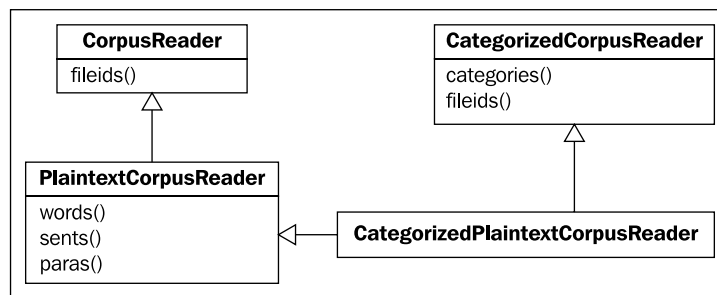 CorpusReader
fileids()
CategorizedCorpusReader
categories()
fileids()
PlaintextCorpusReader
words()
sents()
paras()
CategorizedPlaintextCorpusReader